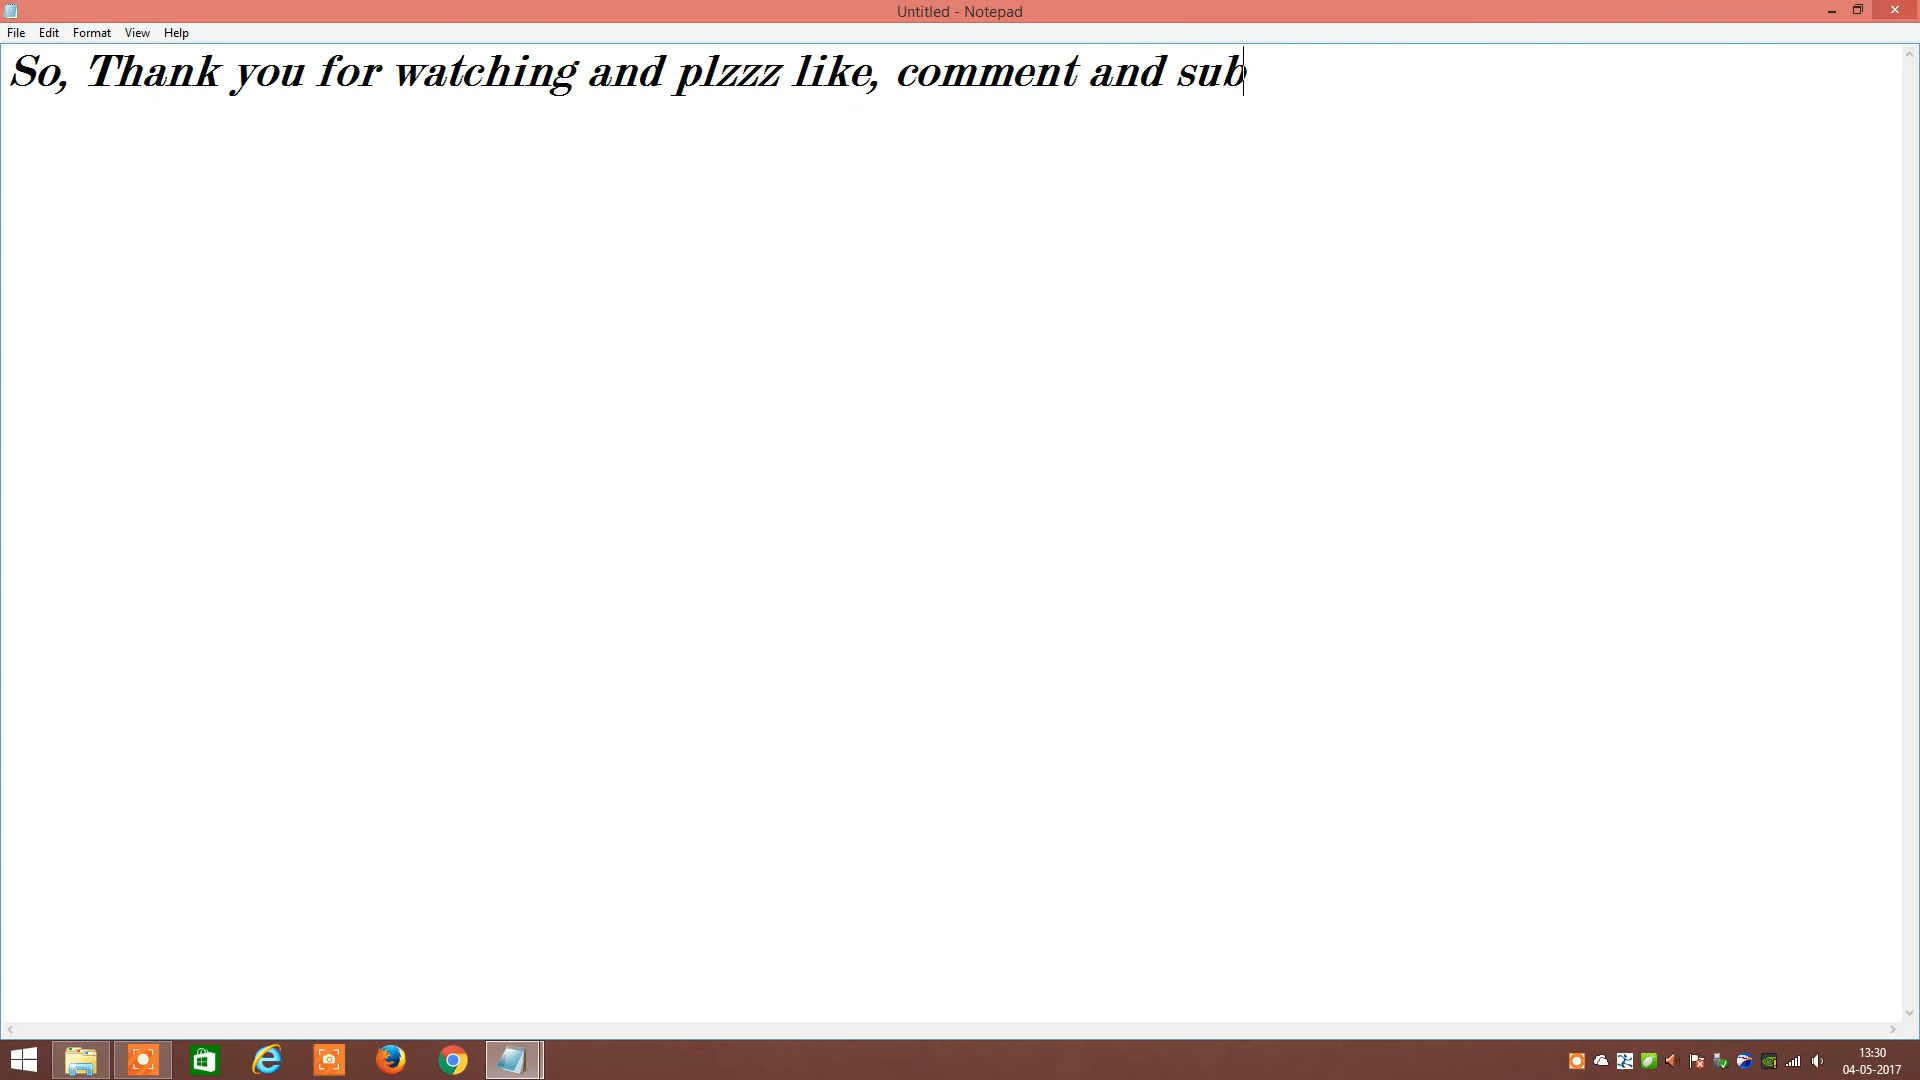 Untitled - Notepad
File Edit Format View Help
So, Thank you for watching and plzzz like, comment and sub
13:30
04-05-2017